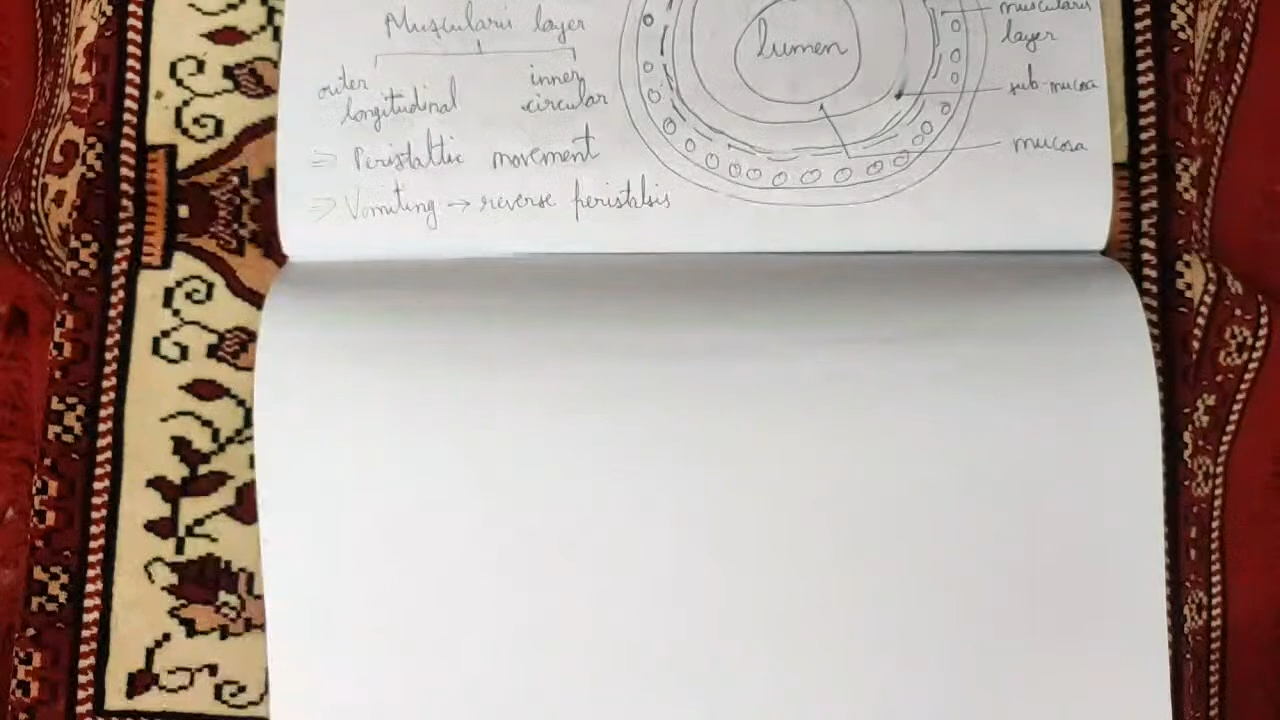 Muscularis layer
outer longitudinal
inner circular
⇒ Peristaltic movement
⇒ Vomiting → reverse peristalsis
lumen
muscularis layer
sub-mucosa
mucosa